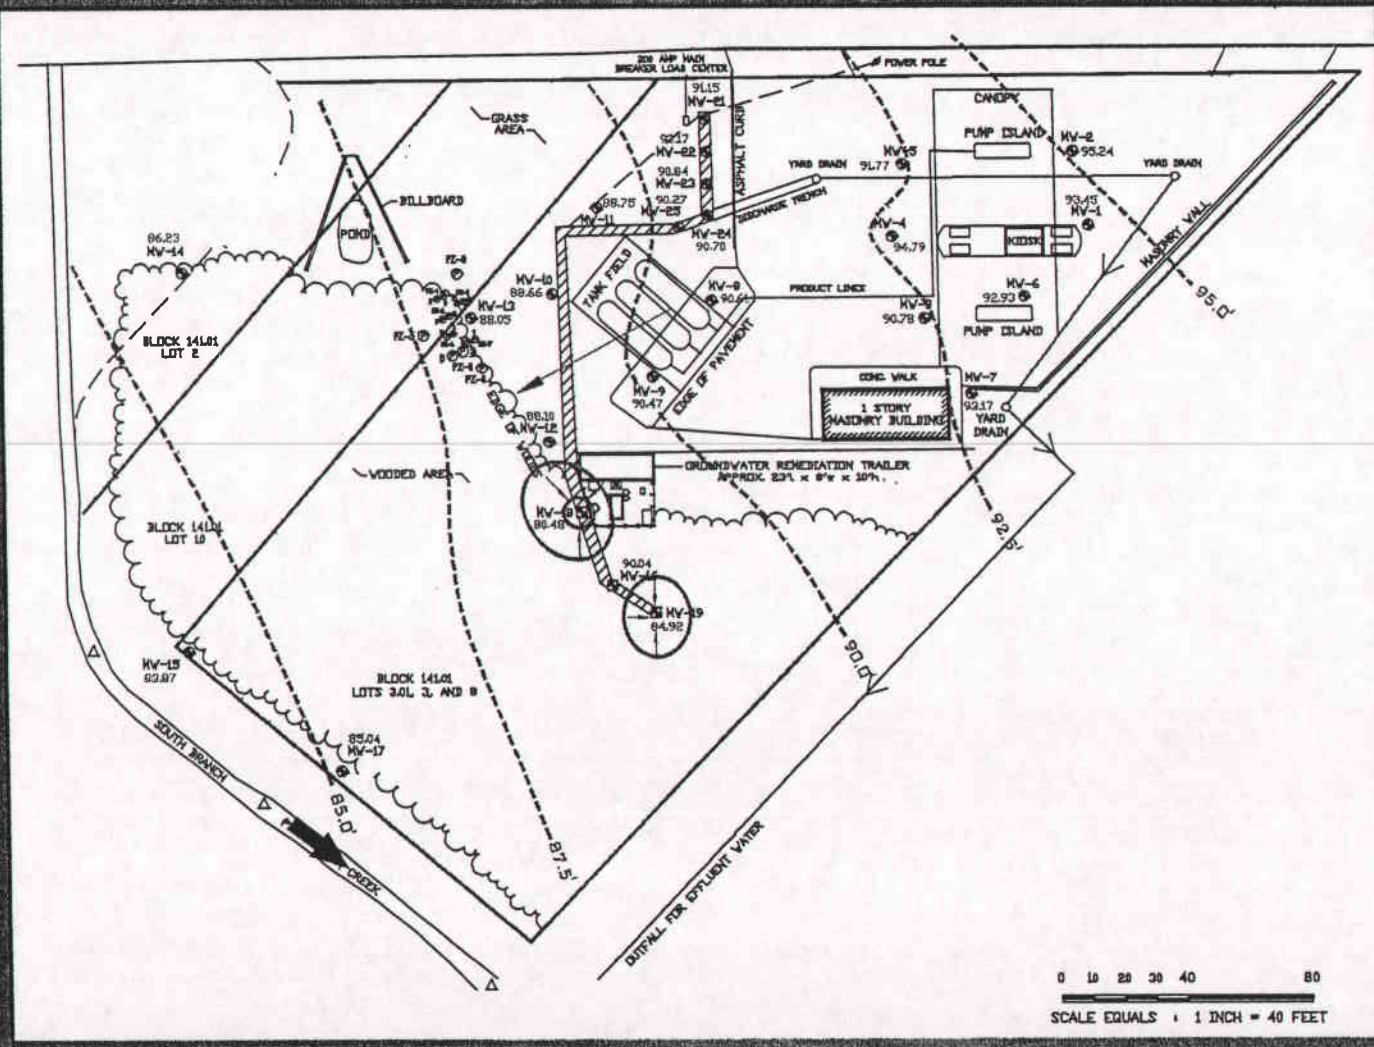 200 AMP MAIN
BREAKER LOAD CENTER
POWER POLE
91.15
MW-21
CANOPY
GRASS
AREA
PUMP ISLAND
MW-2
95.24
92.17
MW-22
ASPHALT CURB
MW-5
91.77
YARD DRAIN
YARD DRAIN
90.84
MW-23
BILLBOARD
88.75
MW-11
90.27
MW-25
DISCHARGE TRENCH
93.45
MW-1
MASONRY WALL
POND
MW-24
90.70
MW-4
94.79
KIOSK
86.23
MW-14
TANK FIELD
PZ-8
MW-10
88.66
MW-8
90.61
PRODUCT LINES
MW-6
92.93
95.0'
MW-13
88.05
90.78
PUMP ISLAND
BLOCK 141.01
LOT 2
EDGE OF PAVEMENT
MW-9
90.47
CONC. WALK
MW-7
93.17
1 STORY
MASONRY BUILDING
YARD
DRAIN
EDGE OF WOODS
88.10
MW-12
WOODED AREA
GROUNDWATER REMEDIATION TRAILER
BLOCK 141.01
LOT 10
92.5'
90.04
MW-19
84.92
90.0'
MW-15
83.87
BLOCK 141.01
85.04
MW-17
SOUTH BRANCH
85.0'
87.5'
CREEK
OUTFALL FOR EFFLUENT WATER
0 10 20 30 40 80
SCALE EQUALS : 1 INCH = 40 FEET